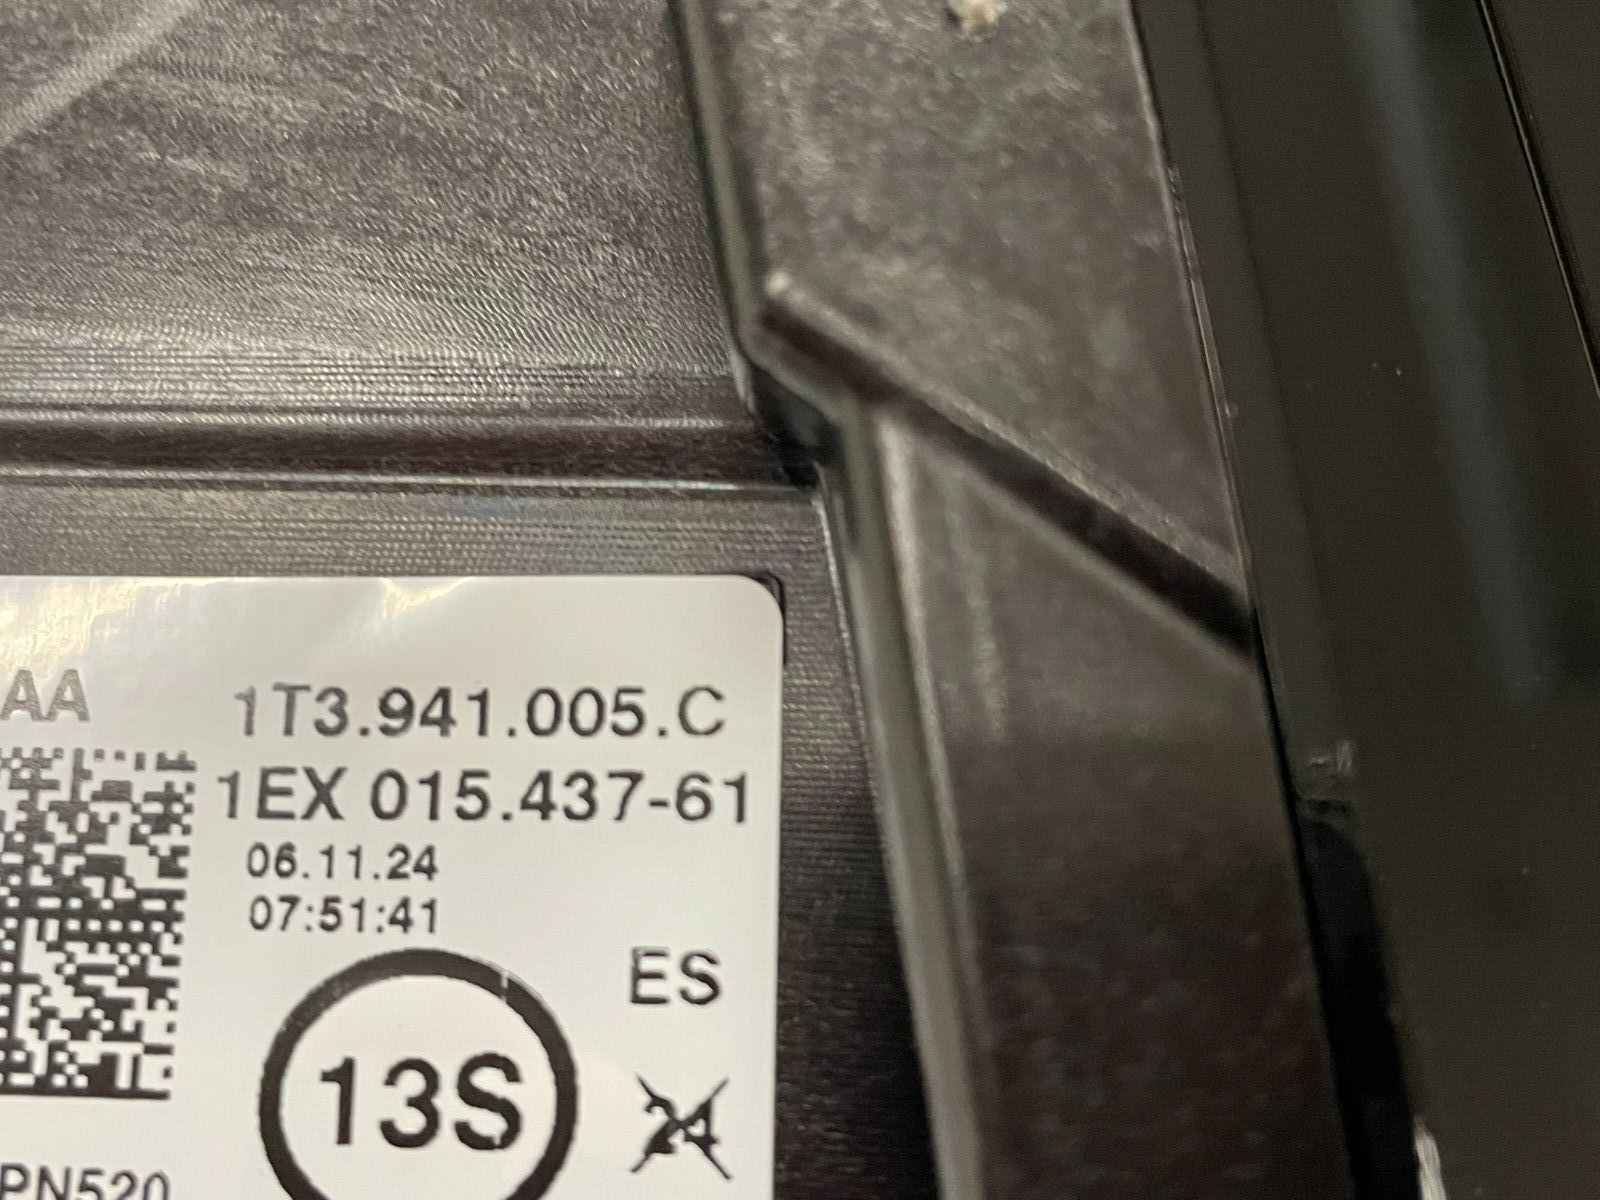 AA 1T3.941.005.C
1EX 015.437-61
06.11.24
07:51:41
ES
13S
24
PN520